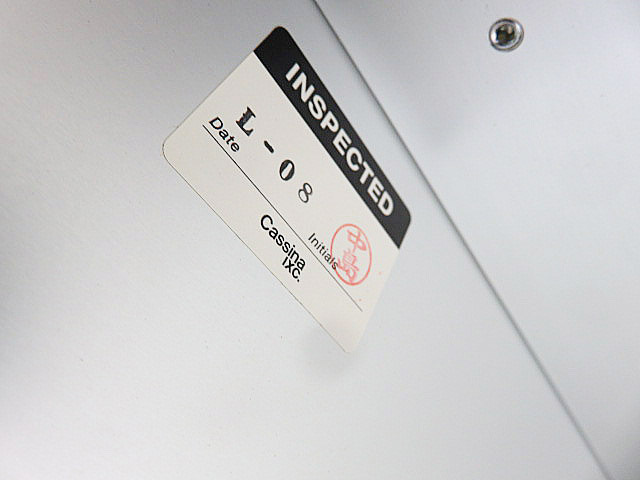 INSPECTED
L-08
Date
Initials
中島
Cassina
IXC.